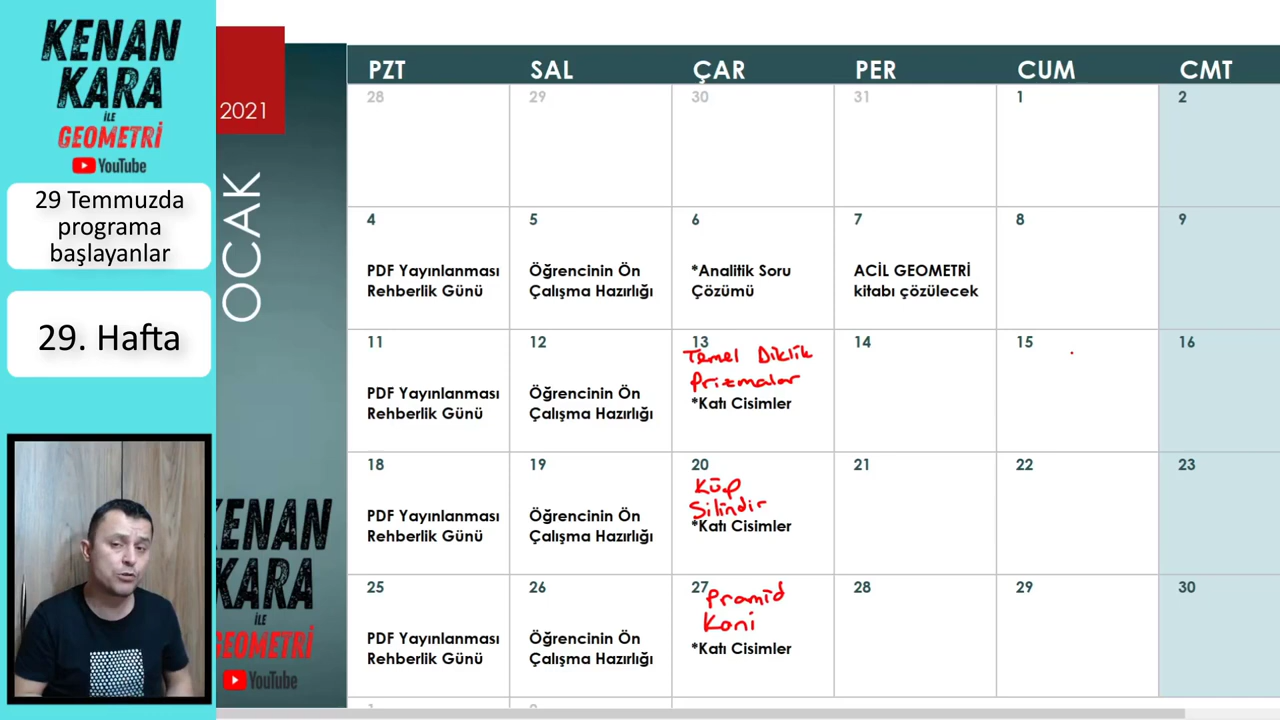 KENAN
KARA
İLE
GEOMETRİ
YouTube
29 Temmuzda
programa
başlayanlar
29. Hafta
2021
OCAK
KENAN
KARA
İLE
GEOMETRİ
YouTube
PZT SAL ÇAR PER CUM CMT
28 29 30 31 1 2
4 5 6 7 8 9
PDF Yayınlanması
Rehberlik Günü
Öğrencinin Ön
Çalışma Hazırlığı
*Analitik Soru
Çözümü
ACİL GEOMETRİ
kitabı çözülecek
11 12 13 14 15 16
PDF Yayınlanması
Rehberlik Günü
Öğrencinin Ön
Çalışma Hazırlığı
Temel Diklik
Prizmalar
*Katı Cisimler
18 19 20 21 22 23
PDF Yayınlanması
Rehberlik Günü
Öğrencinin Ön
Çalışma Hazırlığı
Küp
Silindir
*Katı Cisimler
25 26 27 28 29 30
PDF Yayınlanması
Rehberlik Günü
Öğrencinin Ön
Çalışma Hazırlığı
Pramid
Koni
*Katı Cisimler